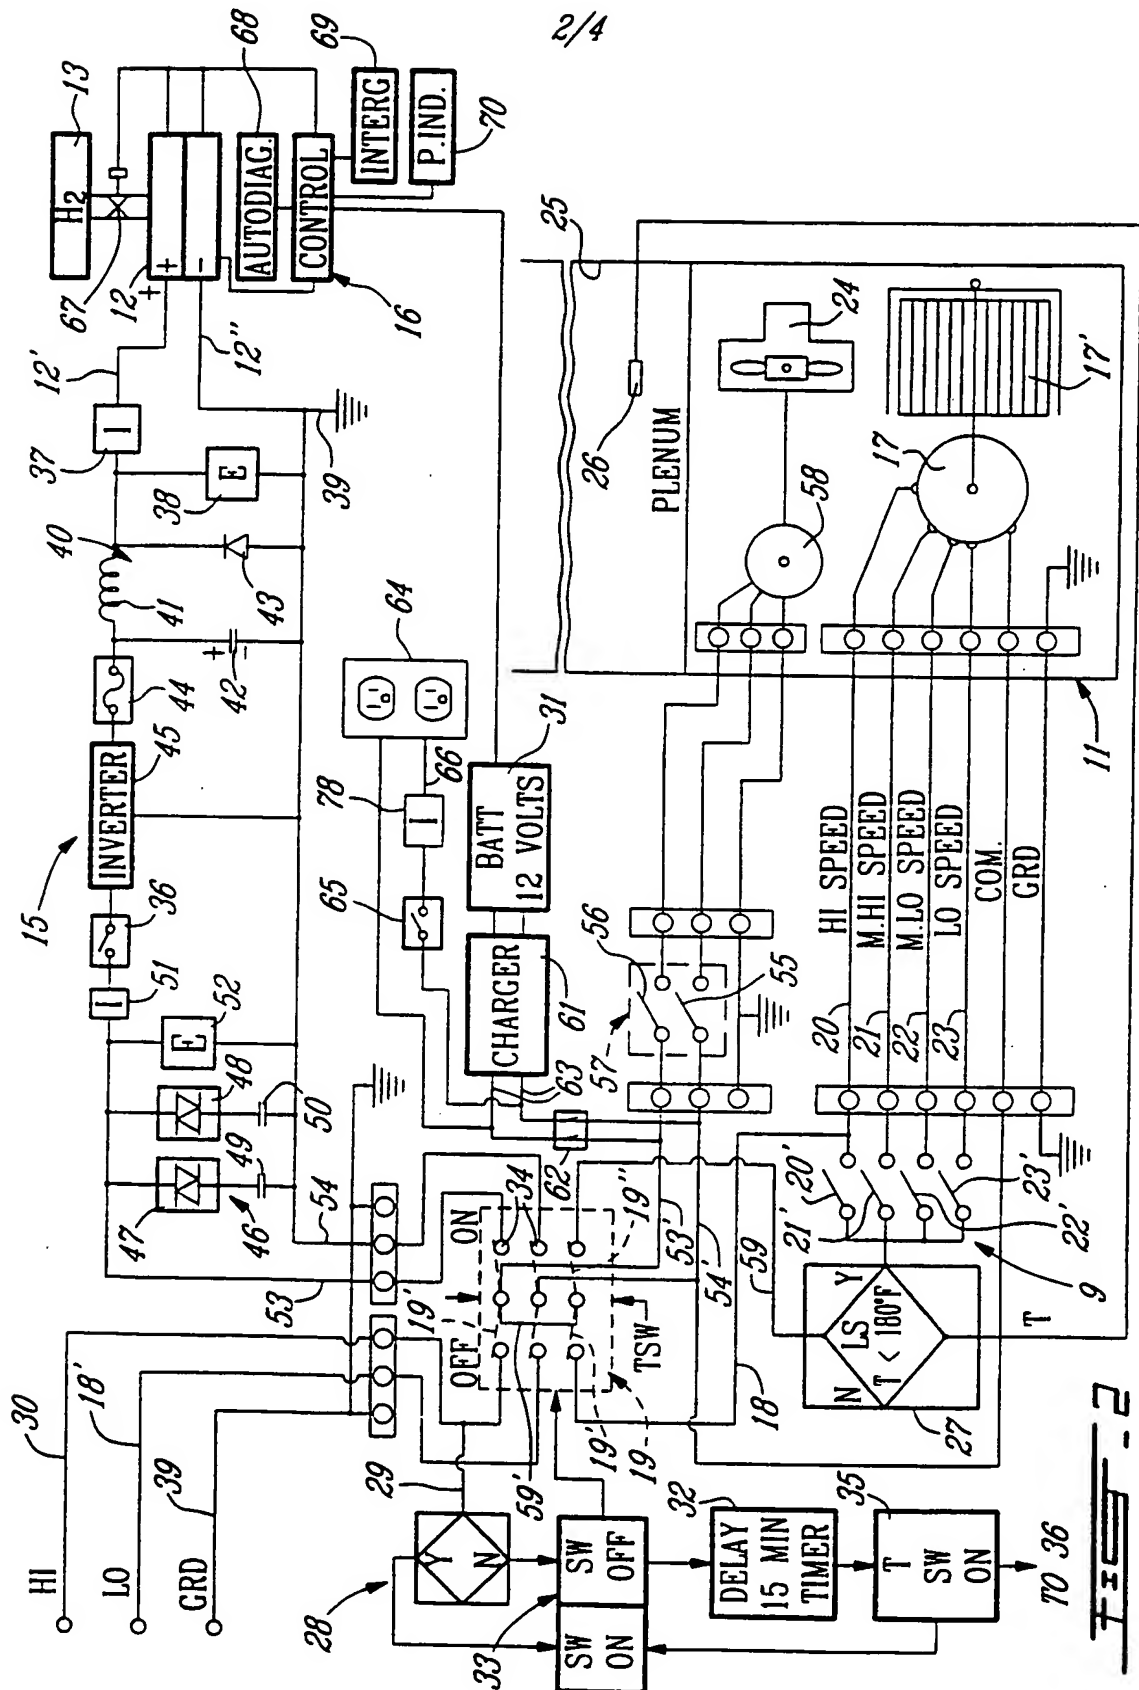 2/4
HI
LO
GRD
30
18'
39
53
54
47
46
49
48
50
52
51
36
15
INVERTER
45
44
42
+
-
41
40
43
E
38
I
37
39
12'
12''
+
12
+
-
67
H2
13
AUTODIAG.
68
CONTROL
16
INTERG
69
P.IND.
70
64
66
I
78
65
BATT
12 VOLTS
31
CHARGER
61
63
62
E
I
OFF
ON
34
19'
19''
19'
19'
19
TSW
59'
29
Y
N
28
33
SW
ON
SW
OFF
DELAY
15 MIN
TIMER
32
T
SW
ON
35
TO 36
53'
54'
18
59
N
LS
Y
T < 180°F
27
T
9
20'
21'
22'
23'
20
21
22
23
HI SPEED
M.HI SPEED
M.LO SPEED
LO SPEED
COM.
GRD
57
56
55
PLENUM
25
26
24
58
17
17'
11
FIG-2